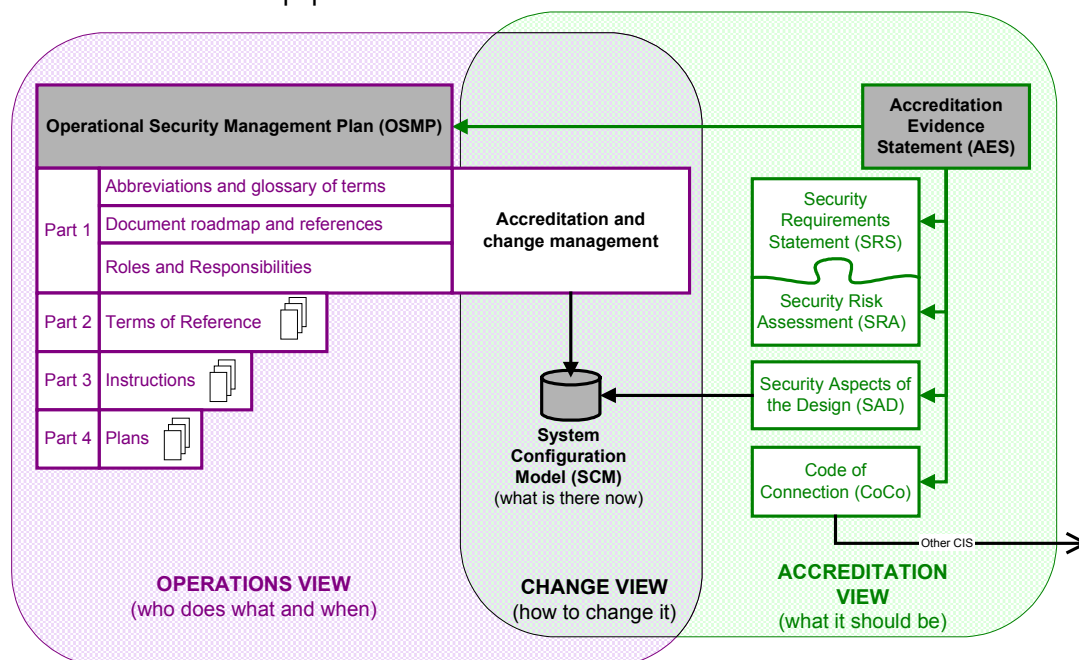 Operational Security Management Plan (OSMP)
Accreditation
Evidence
Statement (AES)
Part 1
Abbreviations and glossary of terms
Document roadmap and references
Roles and Responsibilities
Accreditation and
change management
Security
Requirements
Statement (SRS)
Security Risk
Assessment (SRA)
Part 2
Terms of Reference
Part 3
Instructions
Part 4
Plans
Security Aspects of
the Design (SAD)
System
Configuration
Model (SCM)
(what is there now)
Code of
Connection (CoCo)
Other CIS
OPERATIONS VIEW
(who does what and when)
CHANGE VIEW
(how to change it)
ACCREDITATION
VIEW
(what it should be)